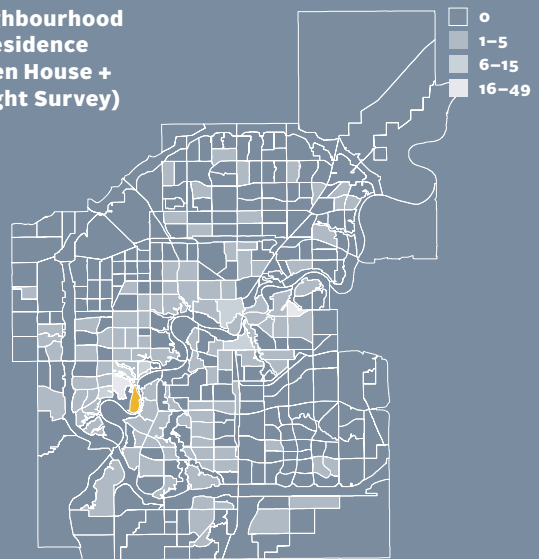 hbourhood
esidence
en House +
ght Survey)
0
1–5
6–15
16–49